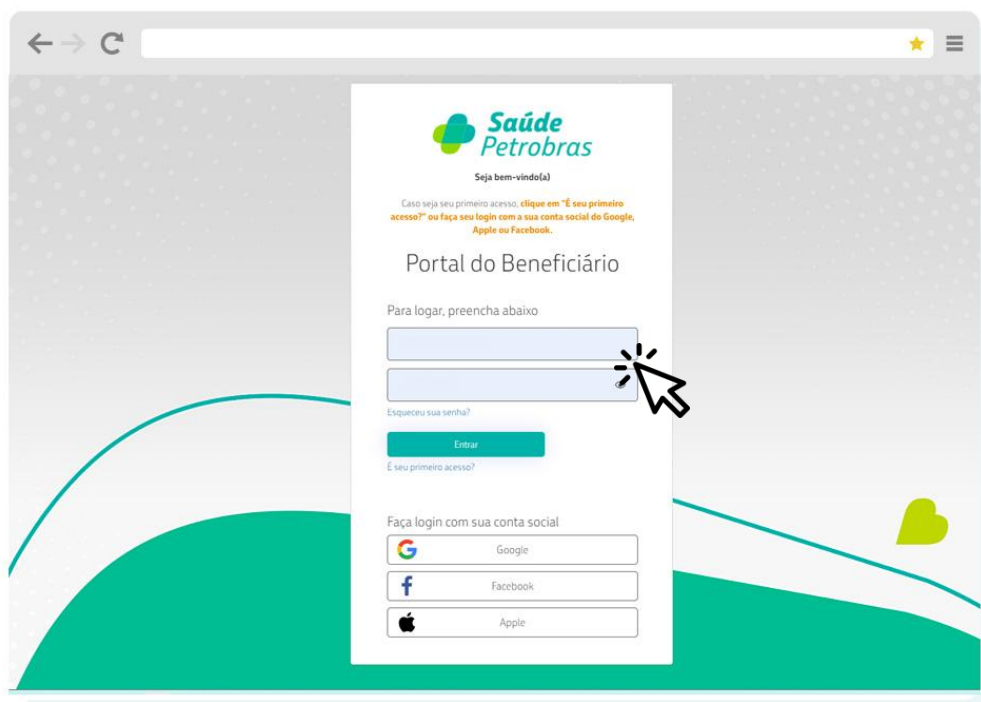 Saúde
Petrobras
Seja bem-vindo(a)
Caso seja seu primeiro acesso, clique em "É seu primeiro
acesso?" ou faça seu login com a sua conta social do Google,
Apple ou Facebook.
Portal do Beneficiário
Para logar, preencha abaixo
Esqueceu sua senha?
Entrar
É seu primeiro acesso?
Faça login com sua conta social
Google
Facebook
Apple